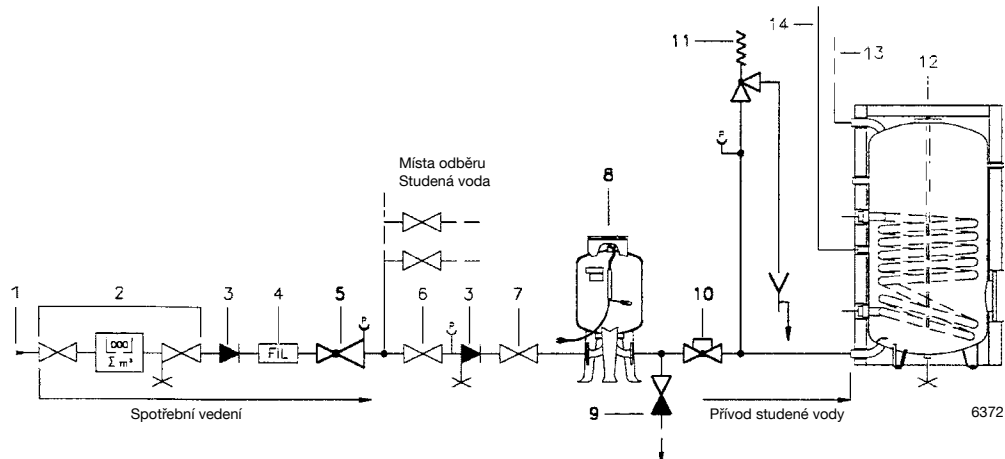 14
13
11
12
P
Místa odběru
Studená voda
8
1
2
3
4
5
6
3
7
10
P
P
000
Σ m³
FIL
9
Spotřební vedení
Přívod studené vody
6372